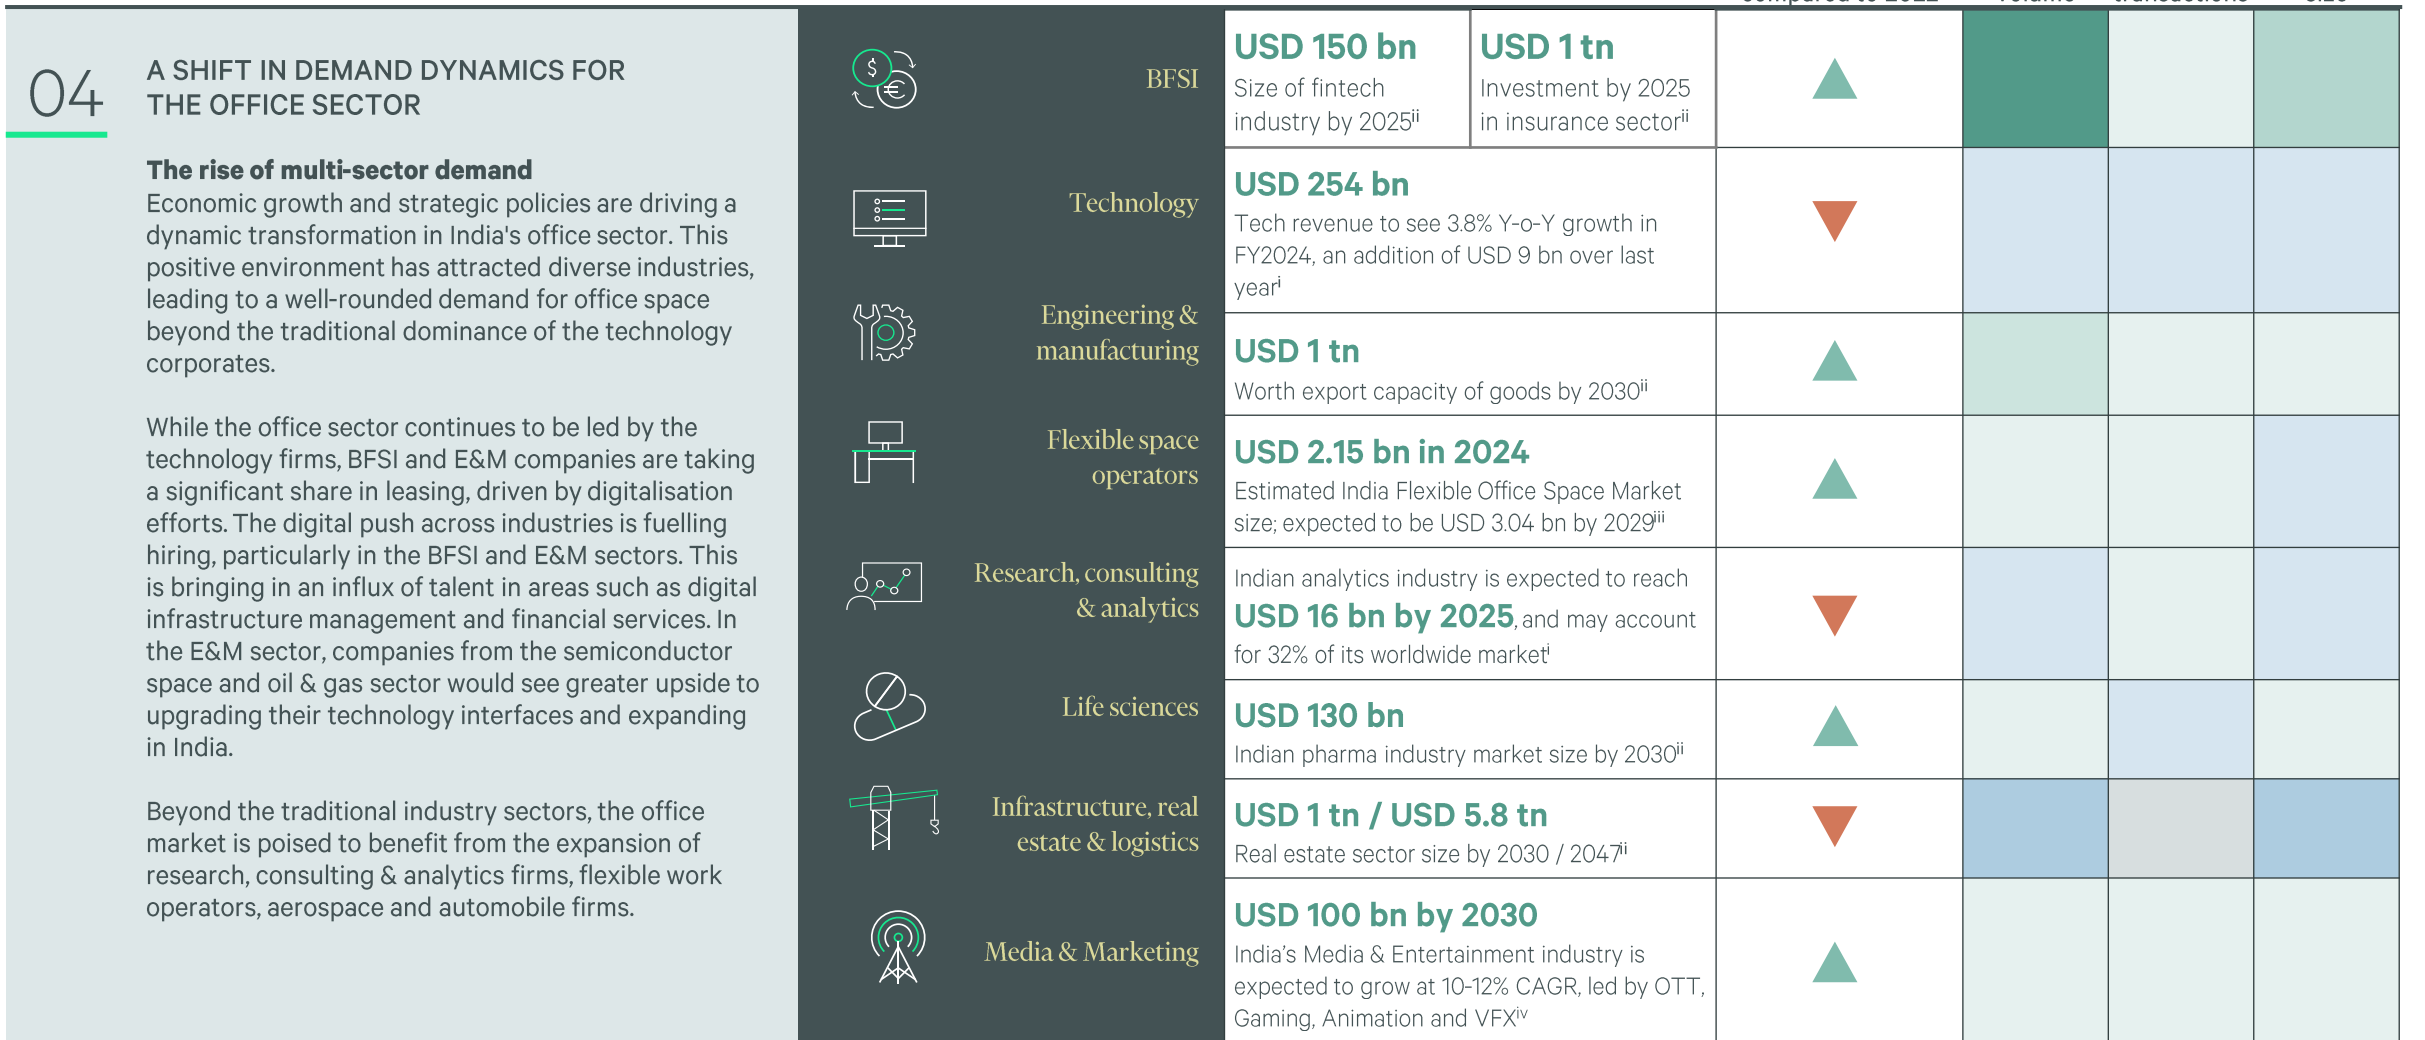 04
A SHIFT IN DEMAND DYNAMICS FOR
THE OFFICE SECTOR
The rise of multi-sector demand
Economic growth and strategic policies are driving a
dynamic transformation in India's office sector. This
positive environment has attracted diverse industries,
leading to a well-rounded demand for office space
beyond the traditional dominance of the technology
corporates.
While the office sector continues to be led by the
technology firms, BFSI and E&M companies are taking
a significant share in leasing, driven by digitalisation
efforts. The digital push across industries is fuelling
hiring, particularly in the BFSI and E&M sectors. This
is bringing in an influx of talent in areas such as digital
infrastructure management and financial services. In
the E&M sector, companies from the semiconductor
space and oil & gas sector would see greater upside to
upgrading their technology interfaces and expanding
in India.
Beyond the traditional industry sectors, the office
market is poised to benefit from the expansion of
research, consulting & analytics firms, flexible work
operators, aerospace and automobile firms.
compared to 2022
volume
transactions
size
BFSI
USD 150 bn
Size of fintech
industry by 2025ii
USD 1 tn
Investment by 2025
in insurance sectorii
Technology
USD 254 bn
Tech revenue to see 3.8% Y-o-Y growth in
FY2024, an addition of USD 9 bn over last
yeari
Engineering &
manufacturing
USD 1 tn
Worth export capacity of goods by 2030ii
Flexible space
operators
USD 2.15 bn in 2024
Estimated India Flexible Office Space Market
size; expected to be USD 3.04 bn by 2029iii
Research, consulting
& analytics
Indian analytics industry is expected to reach
USD 16 bn by 2025, and may account
for 32% of its worldwide marketi
Life sciences
USD 130 bn
Indian pharma industry market size by 2030ii
Infrastructure, real
estate & logistics
USD 1 tn / USD 5.8 tn
Real estate sector size by 2030 / 2047ii
Media & Marketing
USD 100 bn by 2030
India's Media & Entertainment industry is
expected to grow at 10-12% CAGR, led by OTT,
Gaming, Animation and VFXiv